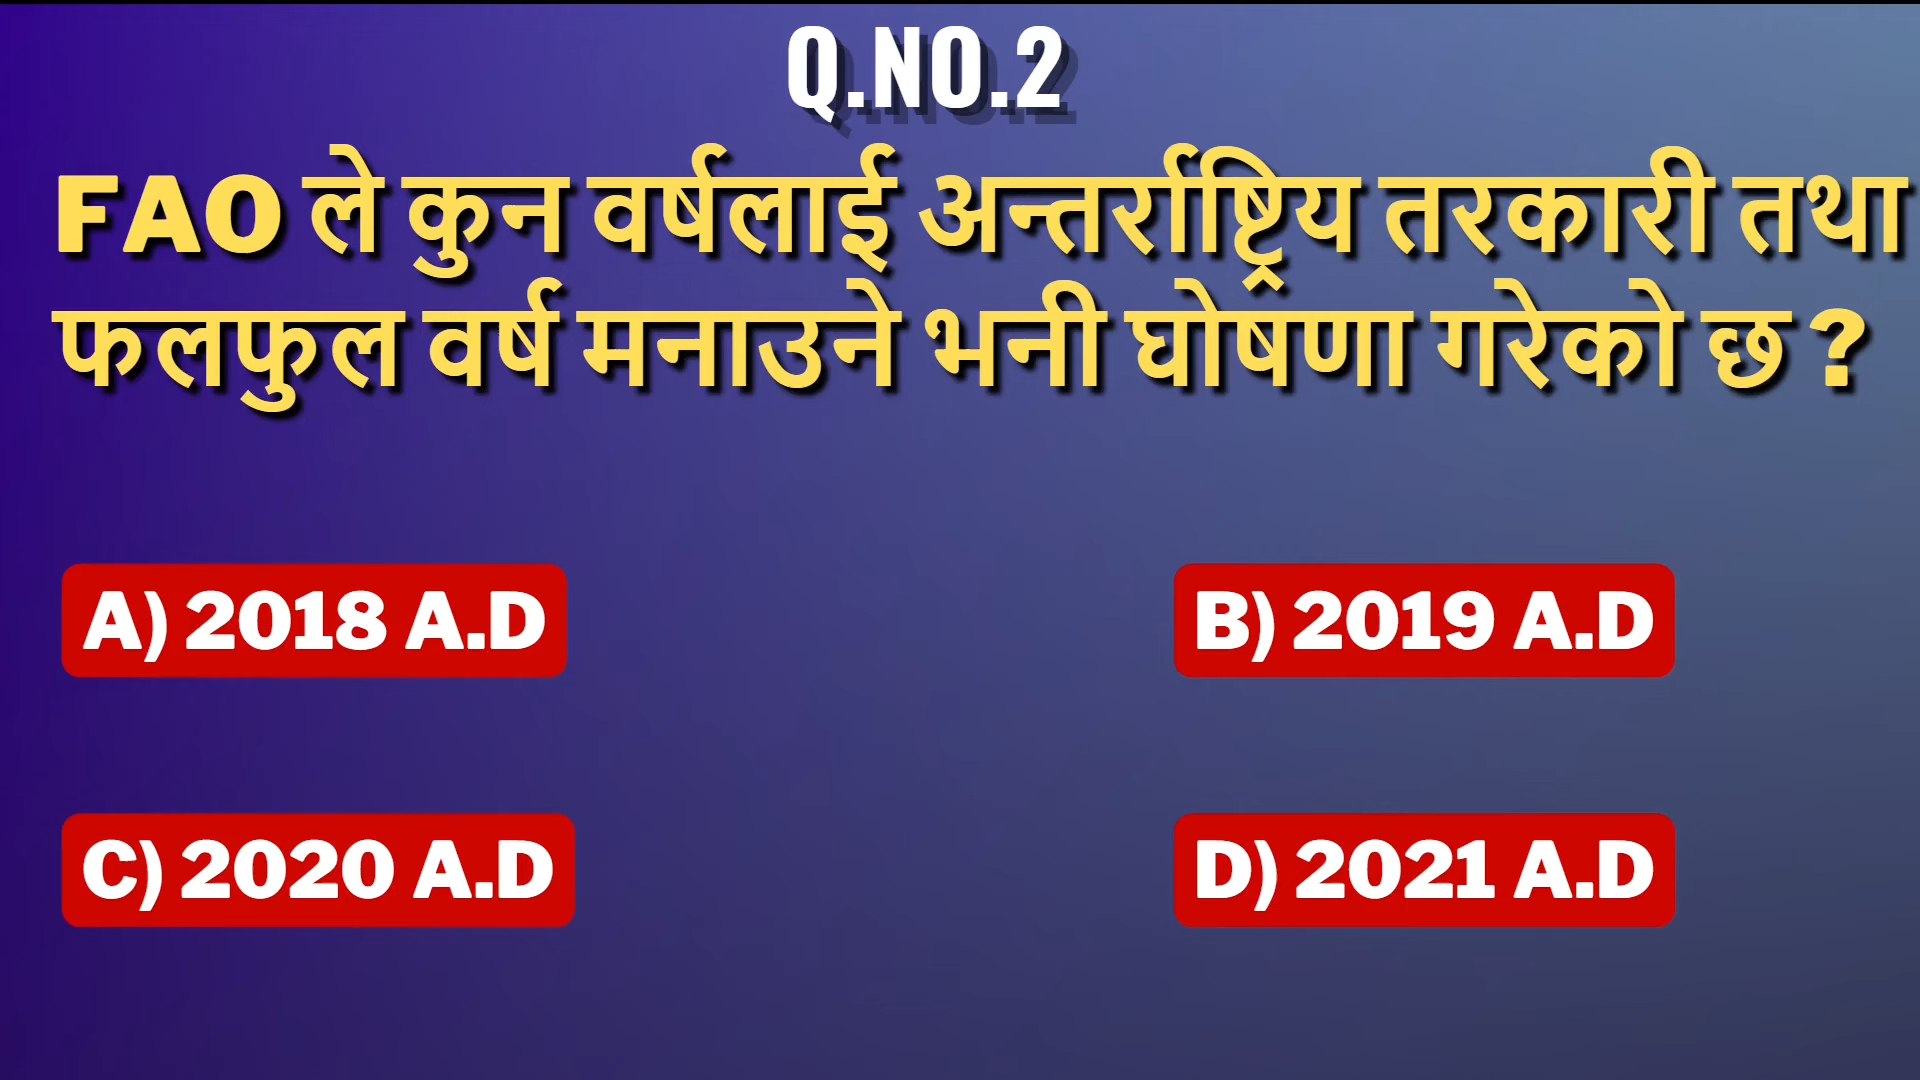 Q.NO.2
FAO ले कुन वर्षलाई अन्तर्राष्ट्रिय तरकारी तथा
फलफुल वर्ष मनाउने भनी घोषणा गरेको छ ?
A) 2018 A.D
B) 2019 A.D
C) 2020 A.D
D) 2021 A.D